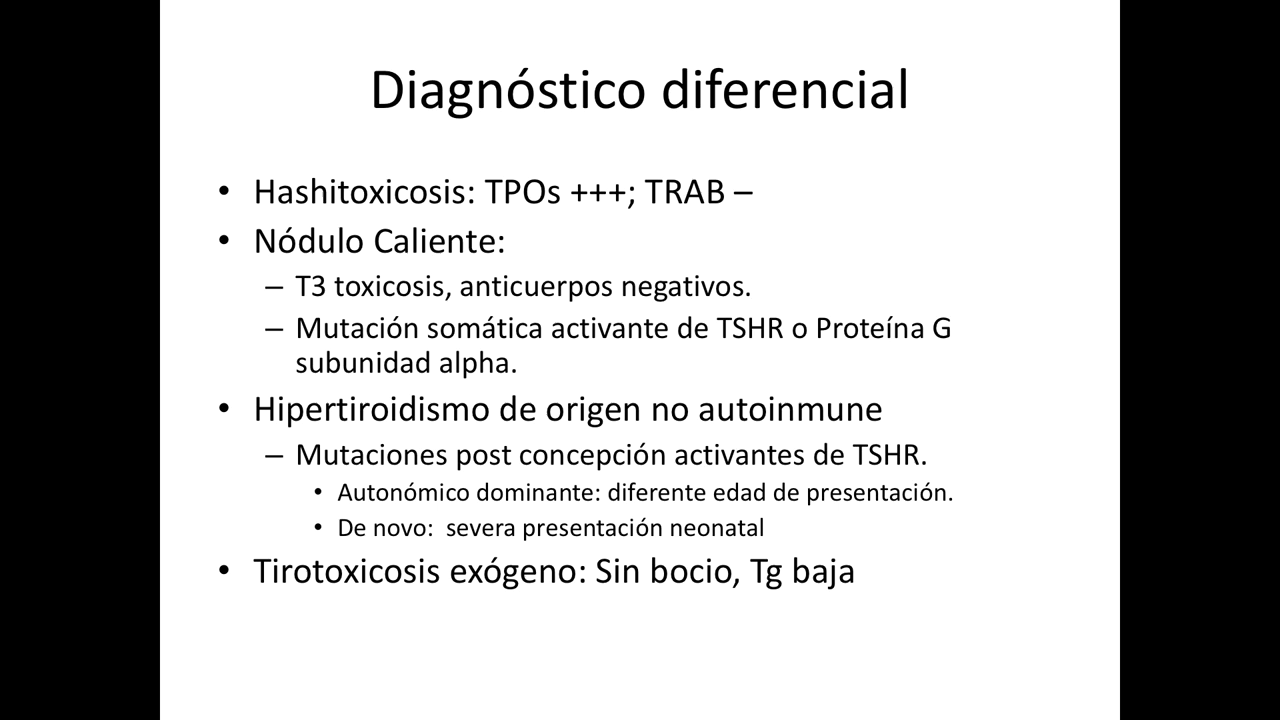 Diagnóstico diferencial
• Hashitoxicosis: TPOs +++; TRAB –
• Nódulo Caliente:
– T3 toxicosis, anticuerpos negativos.
– Mutación somática activante de TSHR o Proteína G
subunidad alpha.
• Hipertiroidismo de origen no autoinmune
– Mutaciones post concepción activantes de TSHR.
• Autonómico dominante: diferente edad de presentación.
• De novo:  severa presentación neonatal
• Tirotoxicosis exógeno: Sin bocio, Tg baja